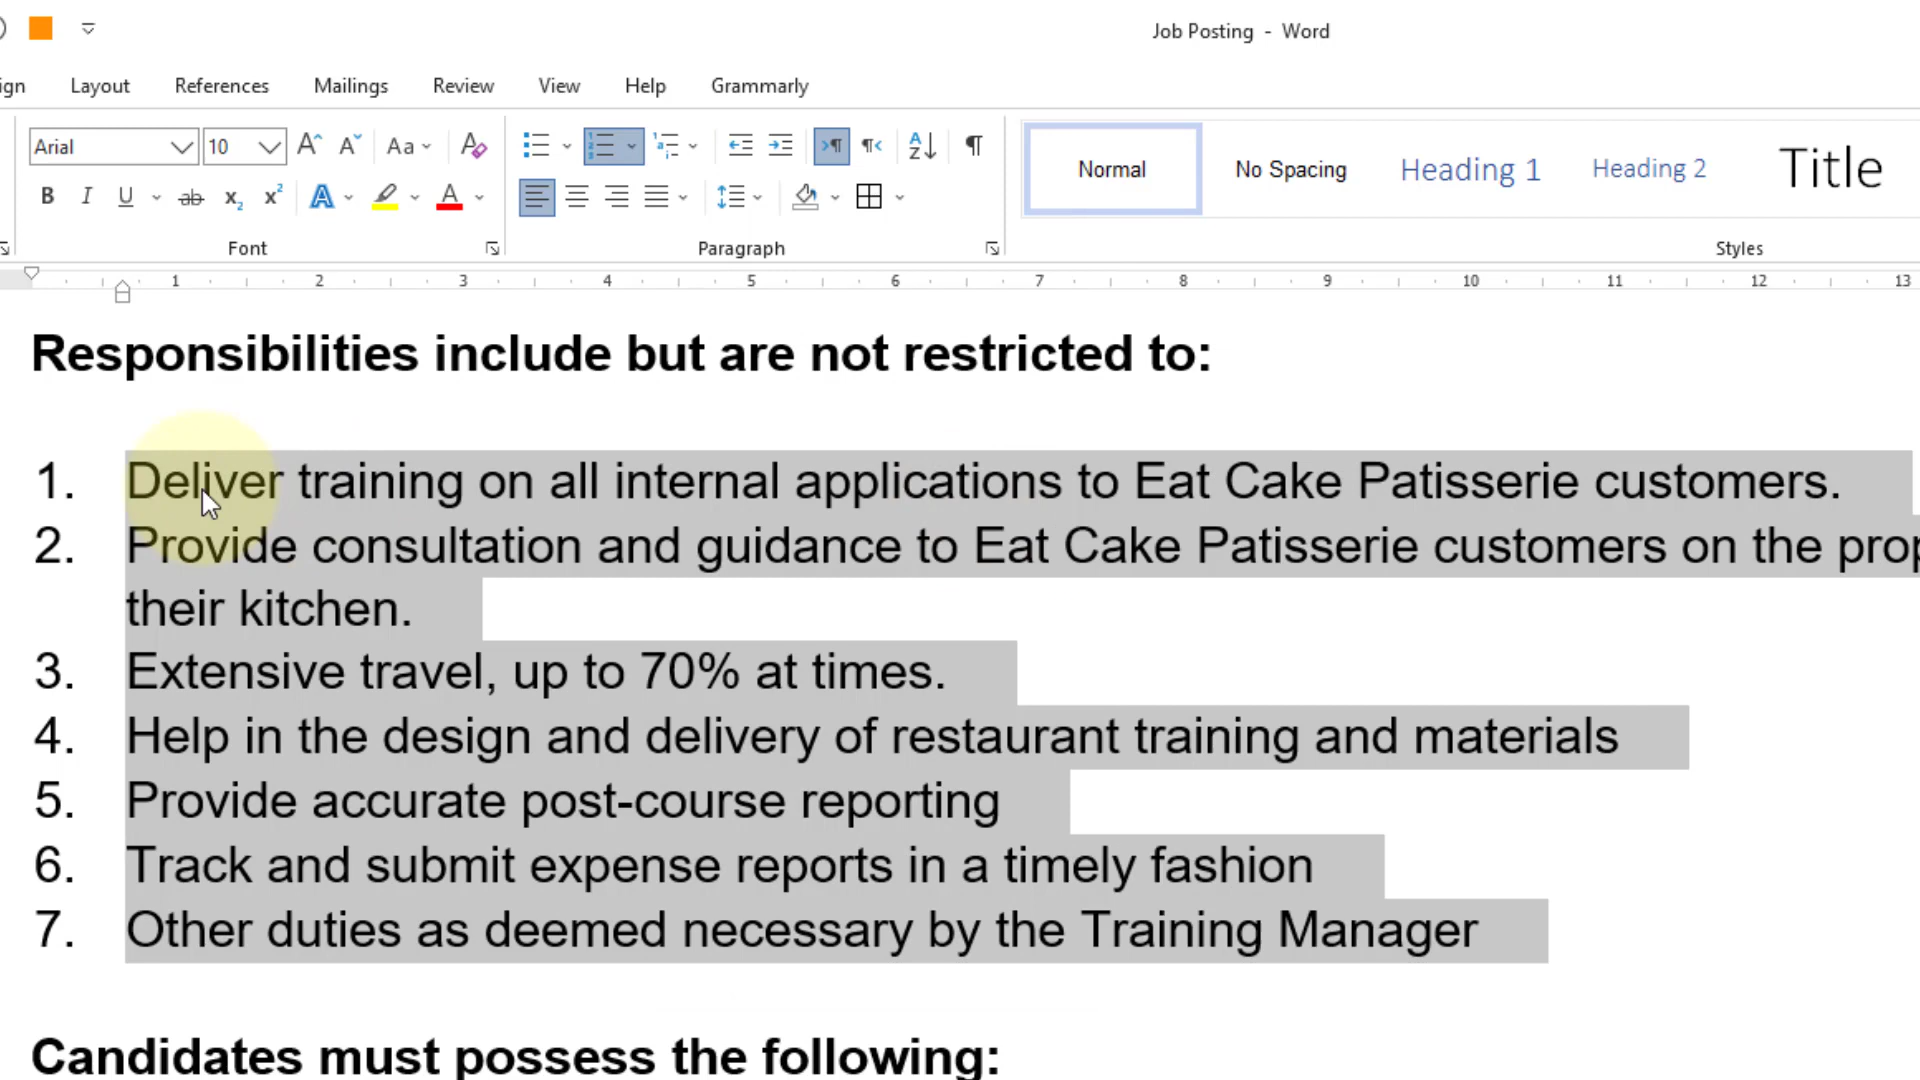 Job Posting - Word
Layout References Mailings Review View Help Grammarly
Arial 10 Aa
B I U ab x₂ x² A A
Normal No Spacing Heading 1 Heading 2 Title
Font Paragraph Styles
1 2 3 4 5 6 7 8 9 10 11 12 13
Responsibilities include but are not restricted to:
1. Deliver training on all internal applications to Eat Cake Patisserie customers.
2. Provide consultation and guidance to Eat Cake Patisserie customers on the
their kitchen.
3. Extensive travel, up to 70% at times.
4. Help in the design and delivery of restaurant training and materials
5. Provide accurate post-course reporting
6. Track and submit expense reports in a timely fashion
7. Other duties as deemed necessary by the Training Manager
Candidates must possess the following: